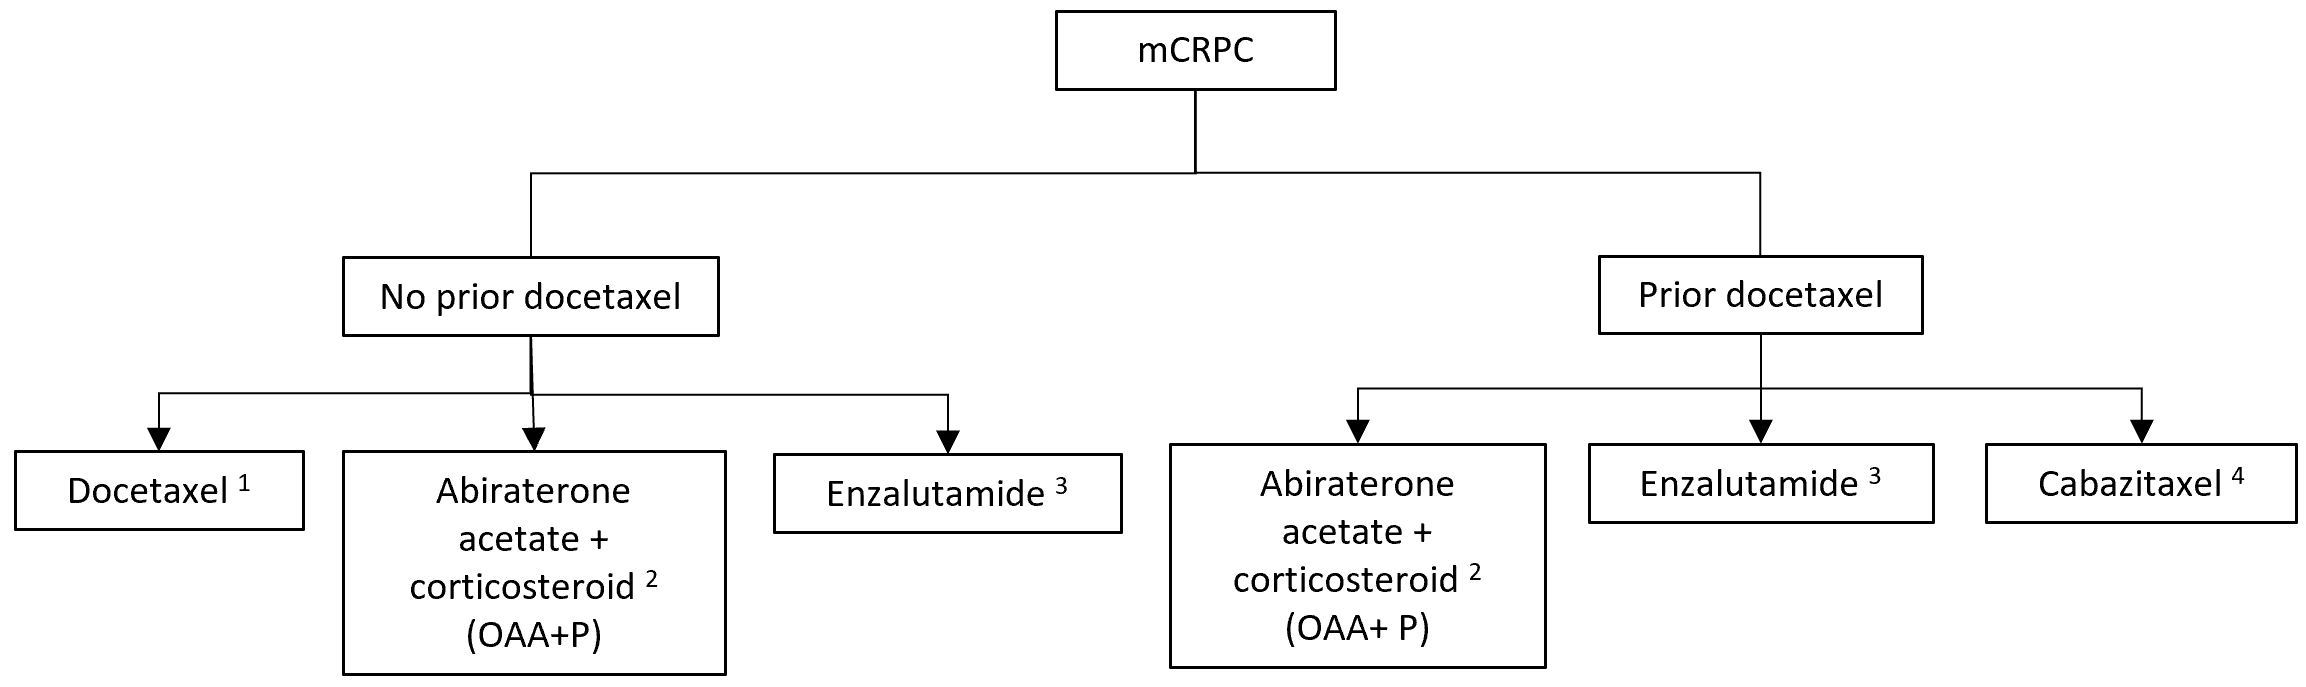 mCRPC
No prior docetaxel
Prior docetaxel
Docetaxel 1
Abiraterone
acetate +
corticosteroid 2
(OAA+P)
Enzalutamide 3
Abiraterone
acetate +
corticosteroid 2
(OAA+ P)
Enzalutamide 3
Cabazitaxel 4